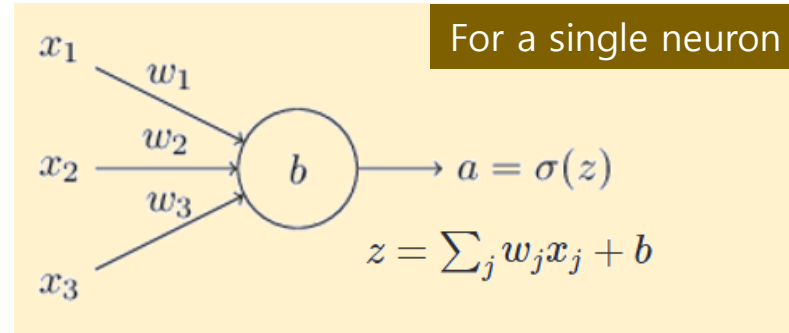 For a single neuron
x₁
w₁
w₂
x₂
b
a = σ(z)
w₃
z = ∑ⱼ wⱼxⱼ + b
x₃